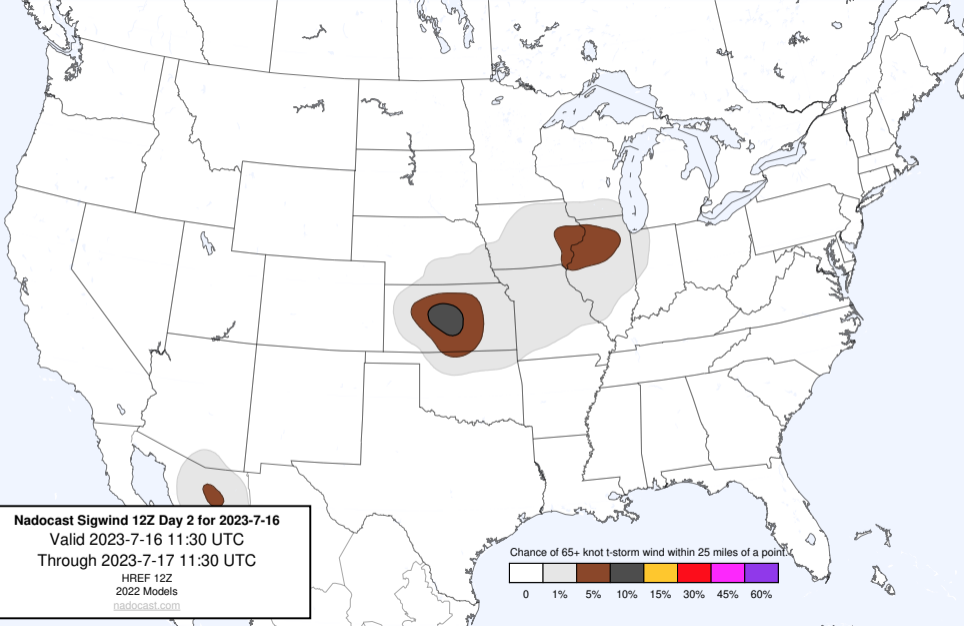 Nadocast Sigwind 12Z Day 2 for 2023-7-16
Valid 2023-7-16 11:30 UTC
Through 2023-7-17 11:30 UTC
HREF 12Z
2022 Models
nadocast.com
Chance of 65+ knot t-storm wind within 25 miles of a point.
0 1% 5% 10% 15% 30% 45% 60%